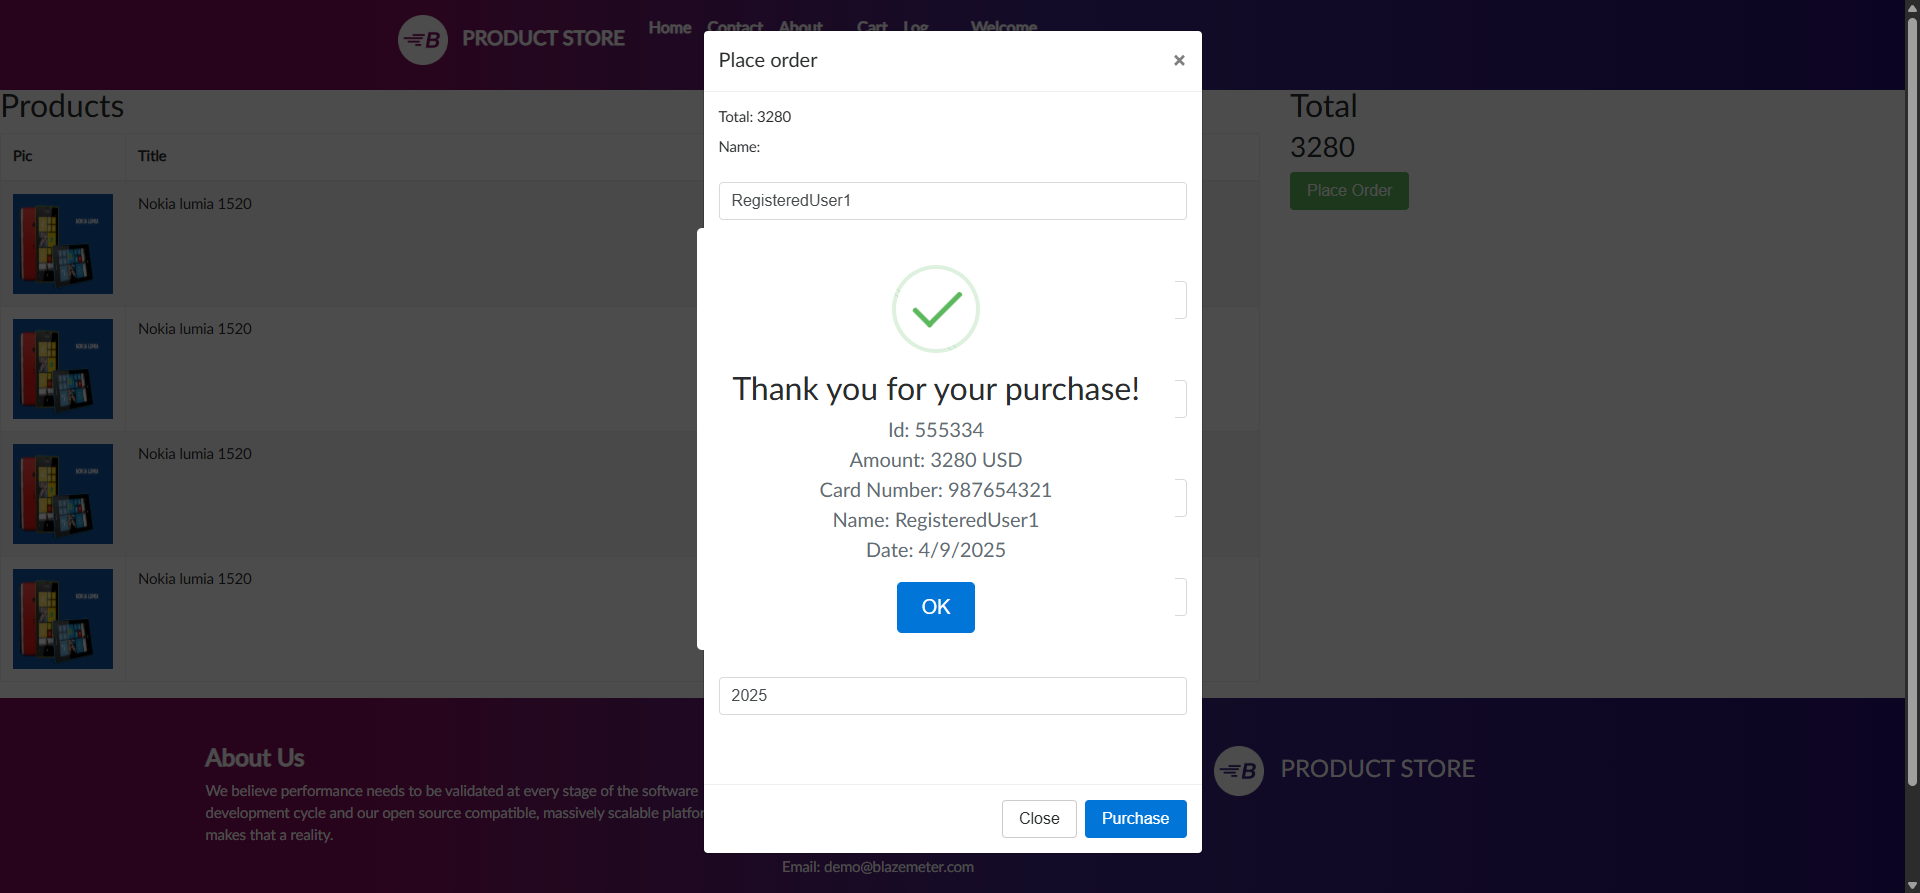 PRODUCT STORE
Home Contact About Cart Log Welcome
Place order ×
Total: 3280
Name:
RegisteredUser1
Thank you for your purchase!
Id: 555334
Amount: 3280 USD
Card Number: 987654321
Name: RegisteredUser1
Date: 4/9/2025
OK
2025
Close Purchase
Products
Pic Title
Nokia lumia 1520
Nokia lumia 1520
Nokia lumia 1520
Nokia lumia 1520
Total
3280
Place Order
About Us
We believe performance needs to be validated at every stage of the software
development cycle and our open source compatible, massively scalable platfor
makes that a reality.
Email: demo@blazemeter.com
B PRODUCT STORE